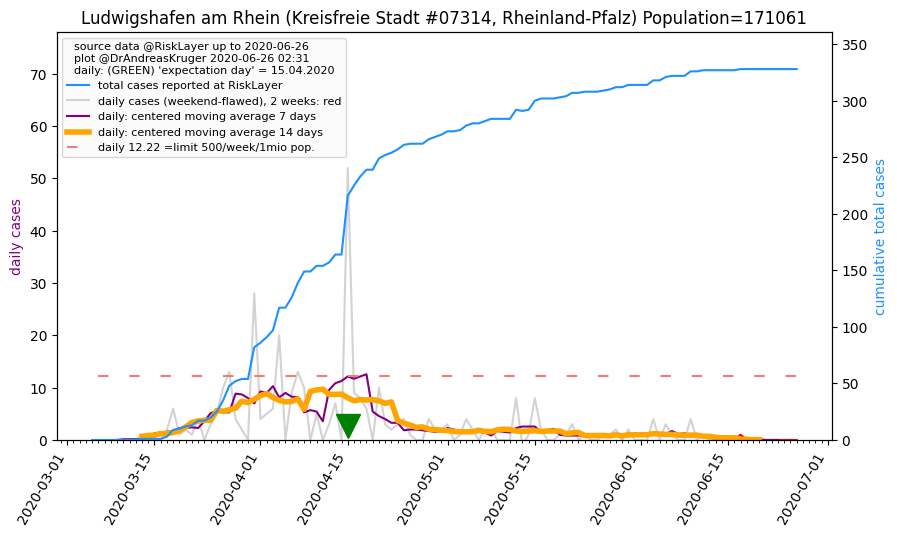 Ludwigshafen am Rhein (Kreisfreie Stadt #07314, Rheinland-Pfalz) Population=171061
source data @RiskLayer up to 2020-06-26
plot @DrAndreasKruger 2020-06-26 02:31
daily: (GREEN) 'expectation day' = 15.04.2020
total cases reported at RiskLayer
daily cases (weekend-flawed), 2 weeks: red
daily: centered moving average 7 days
daily: centered moving average 14 days
daily 12.22 =limit 500/week/1mio pop.
daily cases
70
60
50
40
30
20
10
0
cumulative total cases
350
300
250
200
150
100
50
0
2020-03-01
2020-03-15
2020-04-01
2020-04-15
2020-05-01
2020-05-15
2020-06-01
2020-06-15
2020-07-01